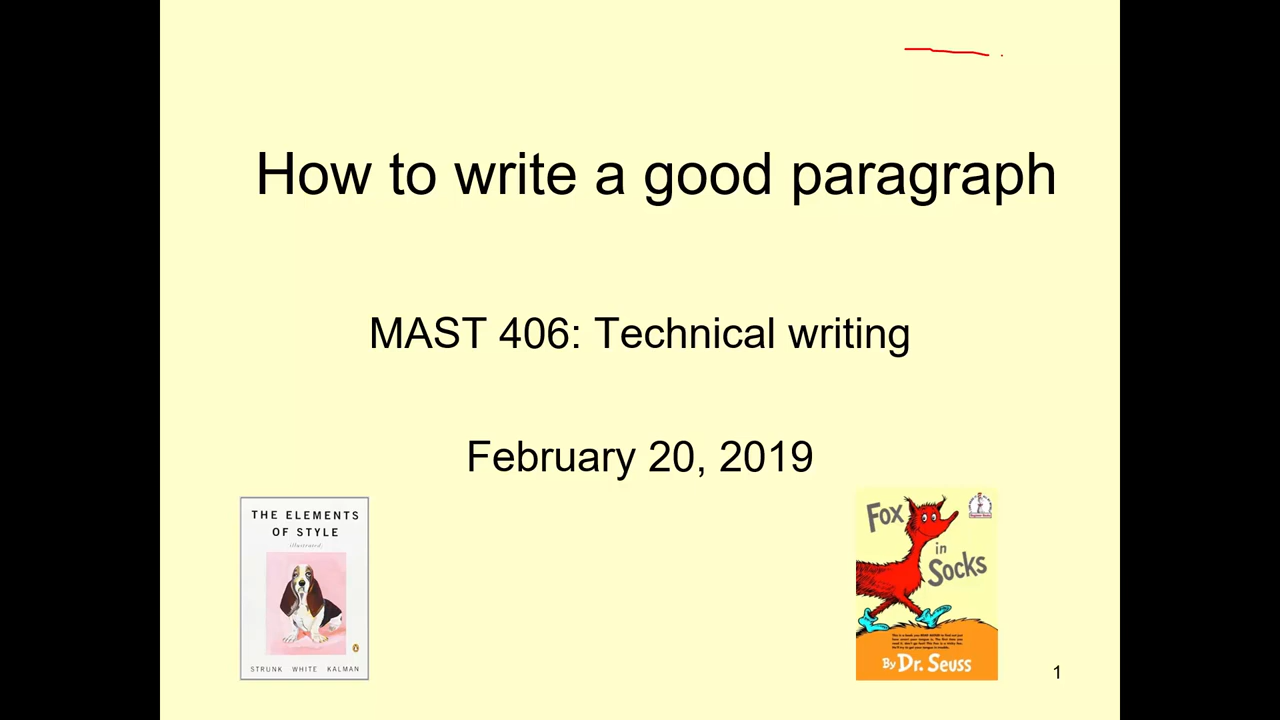 How to write a good paragraph
MAST 406: Technical writing
February 20, 2019
THE ELEMENTS
OF STYLE
illustrated.
STRUNK WHITE KALMAN
Fox
in
Socks
By Dr. Seuss
1